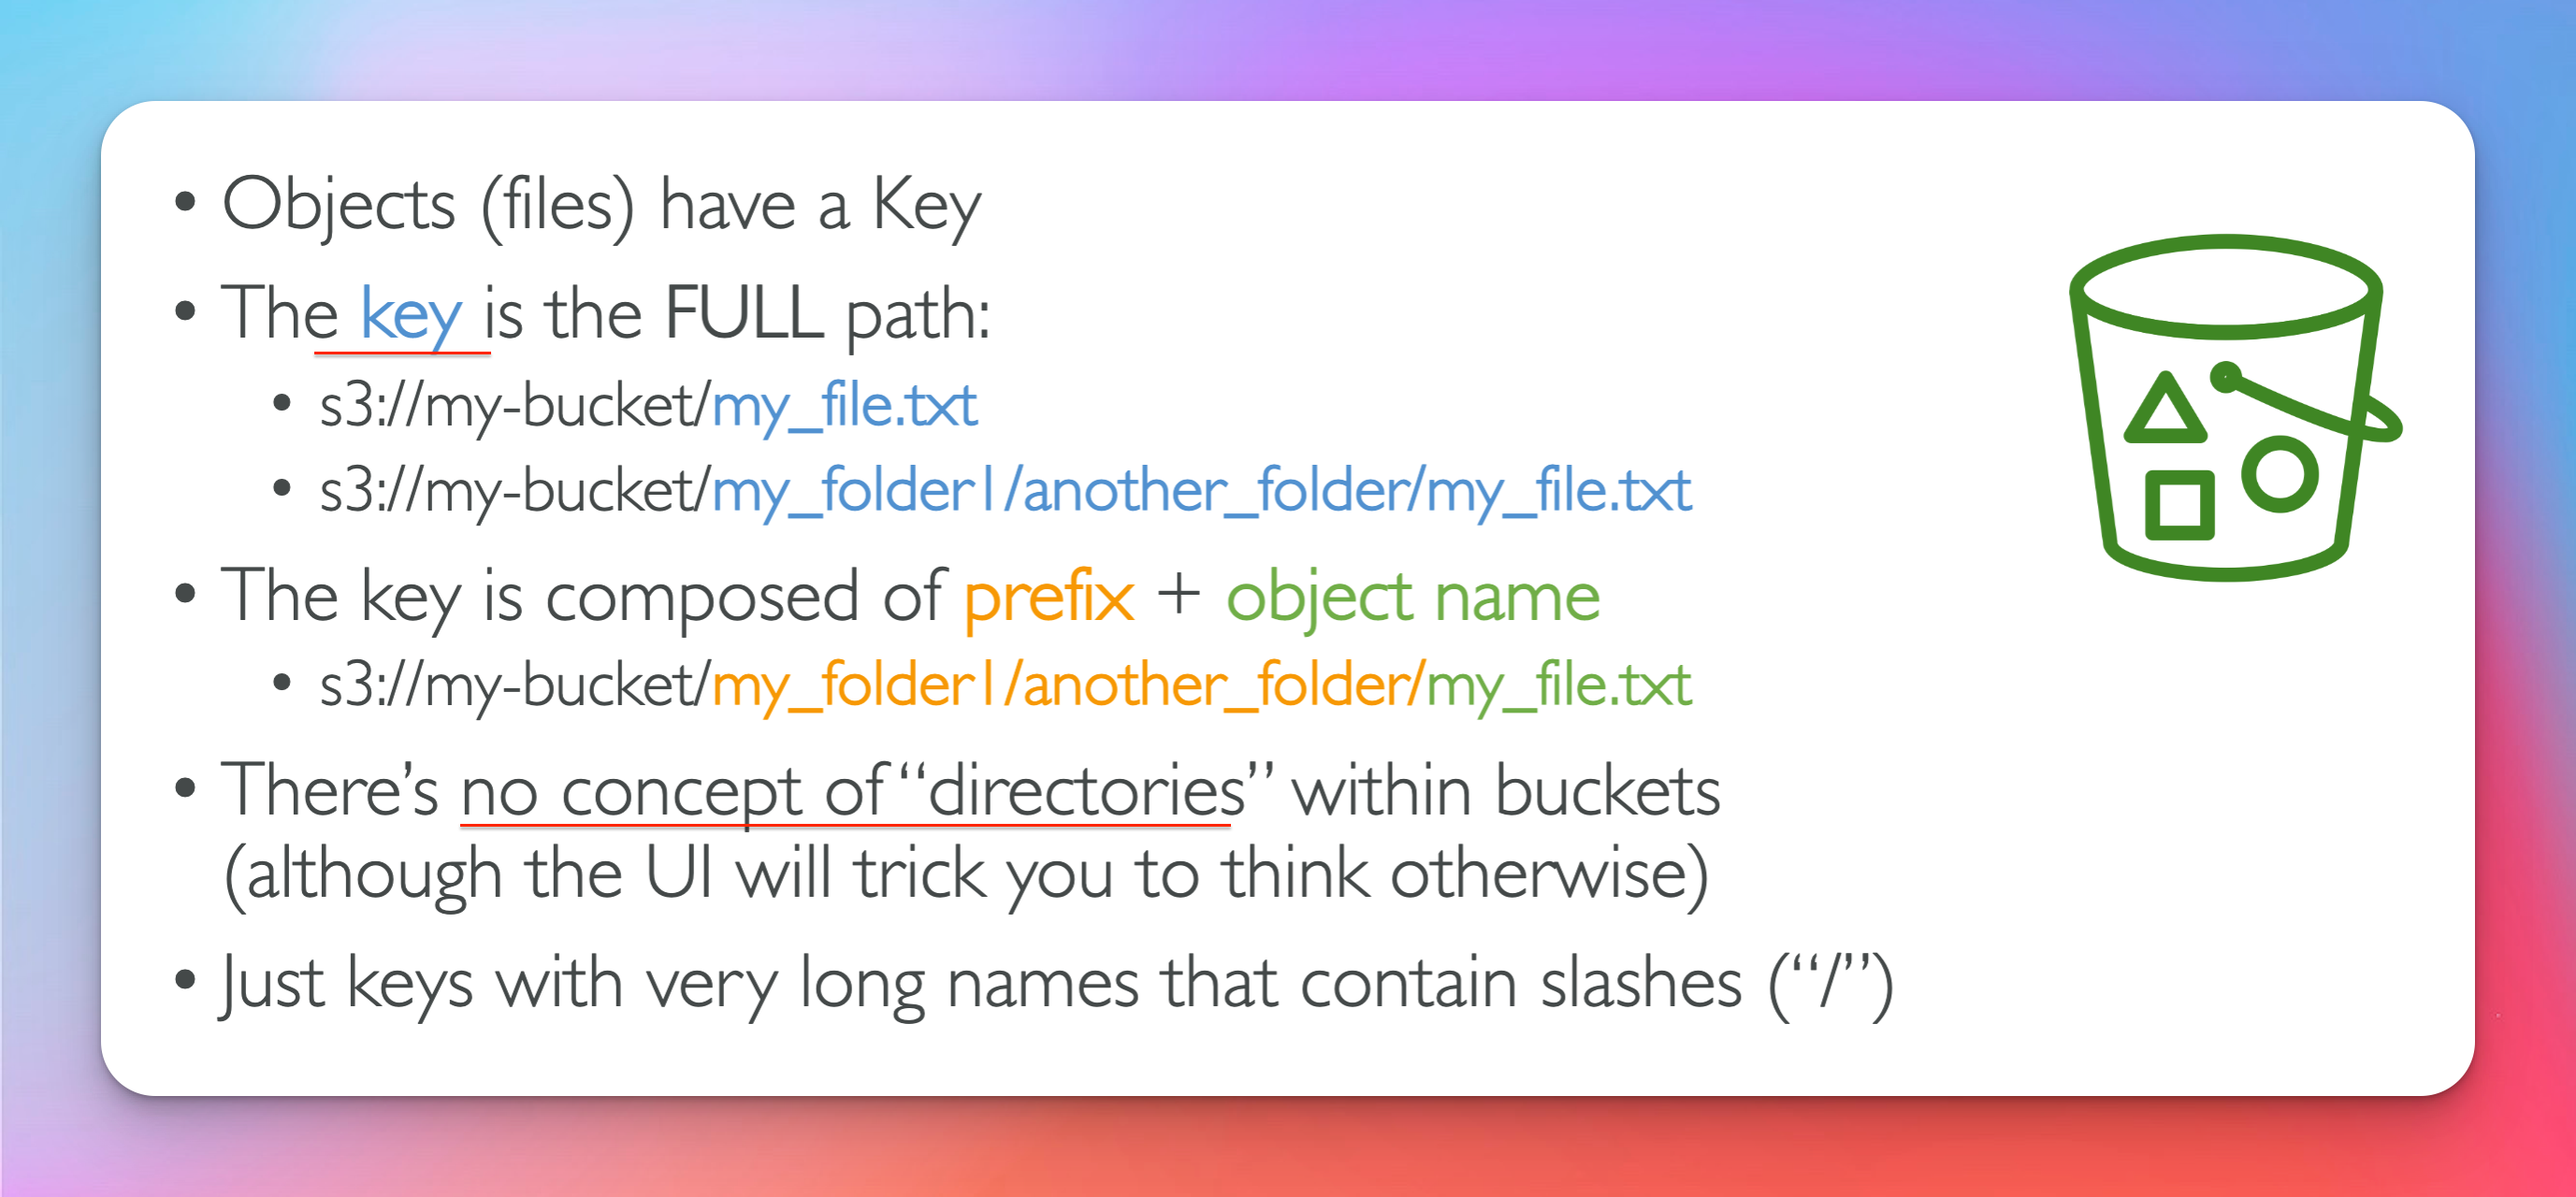 • Objects (files) have a Key
• The key is the FULL path:
• s3://my-bucket/my_file.txt
• s3://my-bucket/my_folder1/another_folder/my_file.txt
• The key is composed of prefix + object name
• s3://my-bucket/my_folder1/another_folder/my_file.txt
• There’s no concept of “directories” within buckets
(although the UI will trick you to think otherwise)
• Just keys with very long names that contain slashes (“/”)